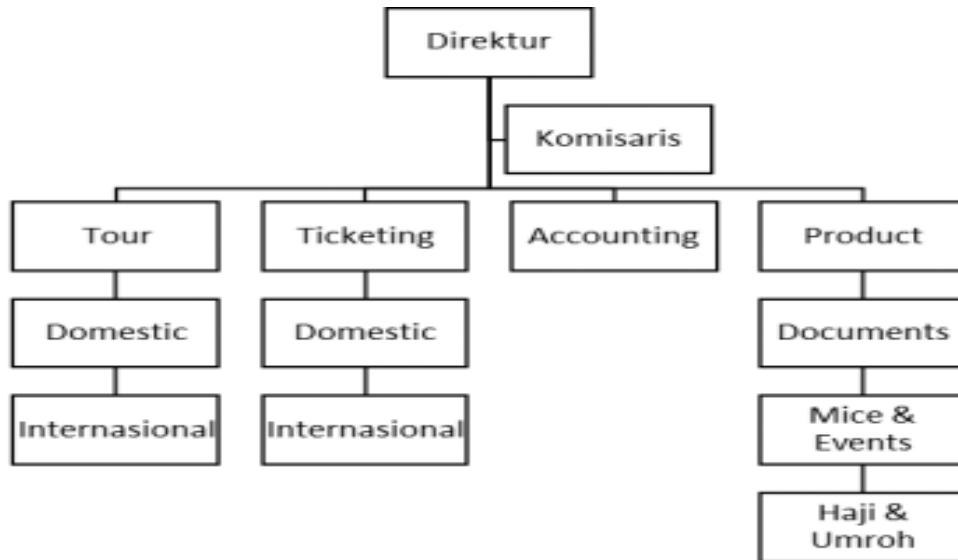 Direktur
Komisaris
Tour
Ticketing
Accounting
Product
Domestic
Domestic
Documents
Internasional
Internasional
Mice &
Events
Haji &
Umroh